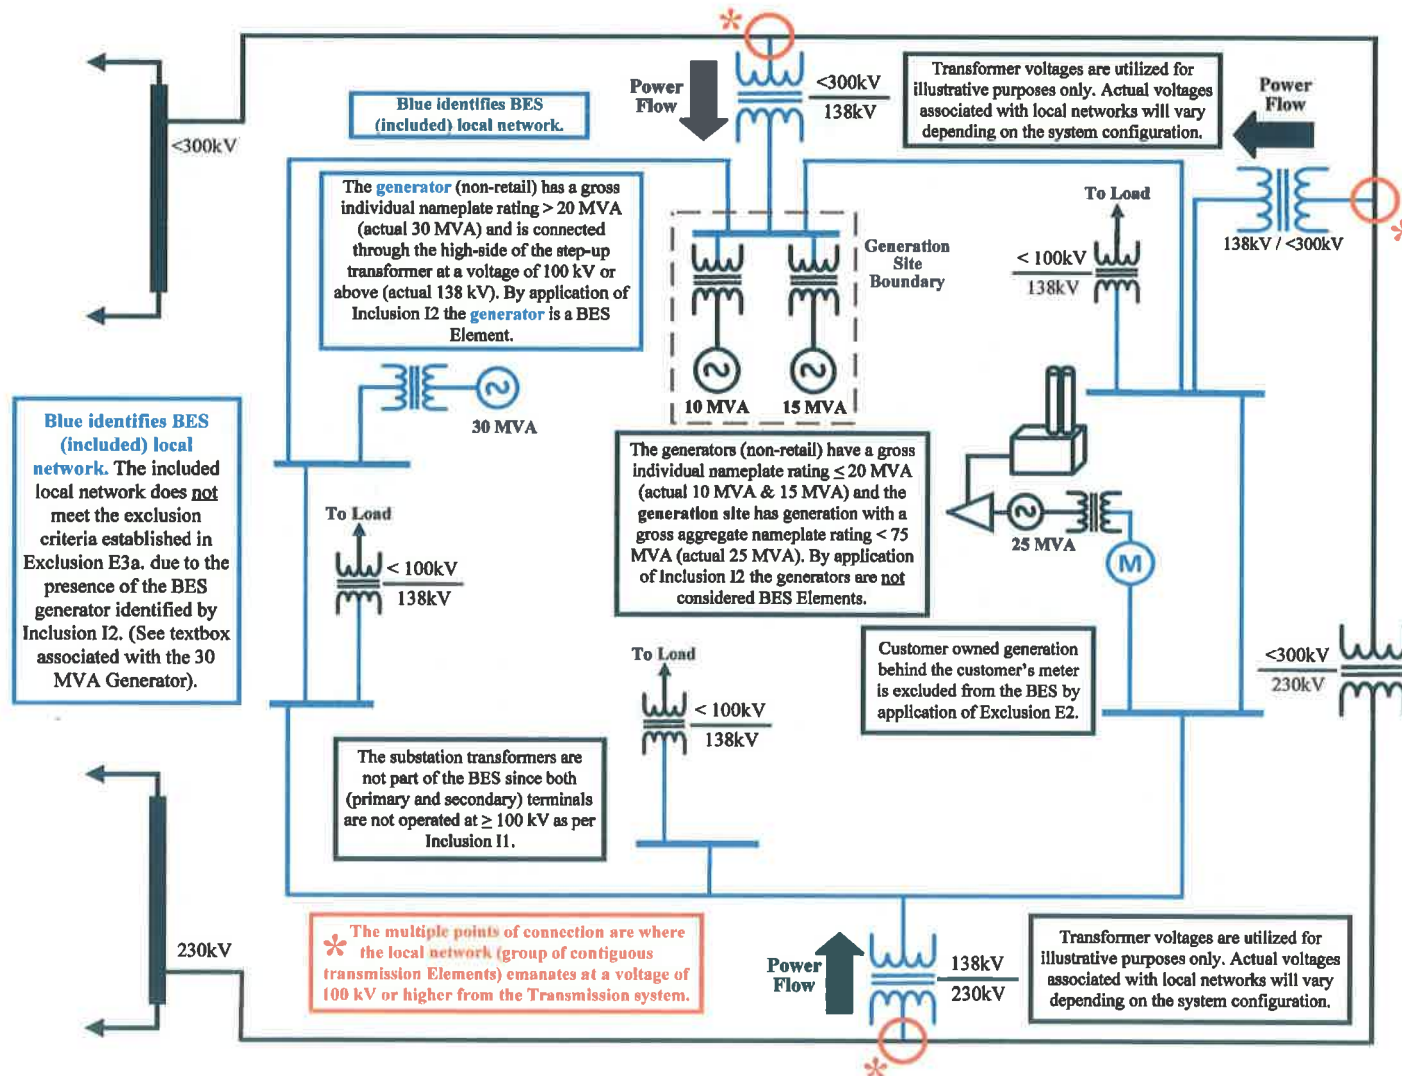 <300kV
Blue identifies BES
(included) local network.
Power
Flow
<300kV
138kV
Transformer voltages are utilized for
illustrative purposes only. Actual voltages
associated with local networks will vary
depending on the system configuration.
Power
Flow
138kV / <300kV
The generator (non-retail) has a gross
individual nameplate rating > 20 MVA
(actual 30 MVA) and is connected
through the high-side of the step-up
transformer at a voltage of 100 kV or
above (actual 138 kV). By application of
Inclusion I2 the generator is a BES
Element.
Generation
Site
Boundary
10 MVA
15 MVA
To Load
< 100kV
138kV
30 MVA
Blue identifies BES
(included) local
network. The included
local network does not
meet the exclusion
criteria established in
Exclusion E3a. due to the
presence of the BES
generator identified by
Inclusion I2. (See textbox
associated with the 30
MVA Generator).
To Load
< 100kV
138kV
The generators (non-retail) have a gross
individual nameplate rating ≤ 20 MVA
(actual 10 MVA & 15 MVA) and the
generation site has generation with a
gross aggregate nameplate rating < 75
MVA (actual 25 MVA). By application
of Inclusion I2 the generators are not
considered BES Elements.
25 MVA
M
To Load
< 100kV
138kV
Customer owned generation
behind the customer's meter
is excluded from the BES by
application of Exclusion E2.
<300kV
230kV
The substation transformers are
not part of the BES since both
(primary and secondary) terminals
are not operated at ≥ 100 kV as per
Inclusion I1.
230kV
* The multiple points of connection are where
the local network (group of contiguous
transmission Elements) emanates at a voltage of
100 kV or higher from the Transmission system.
Power
Flow
138kV
230kV
Transformer voltages are utilized for
illustrative purposes only. Actual voltages
associated with local networks will vary
depending on the system configuration.